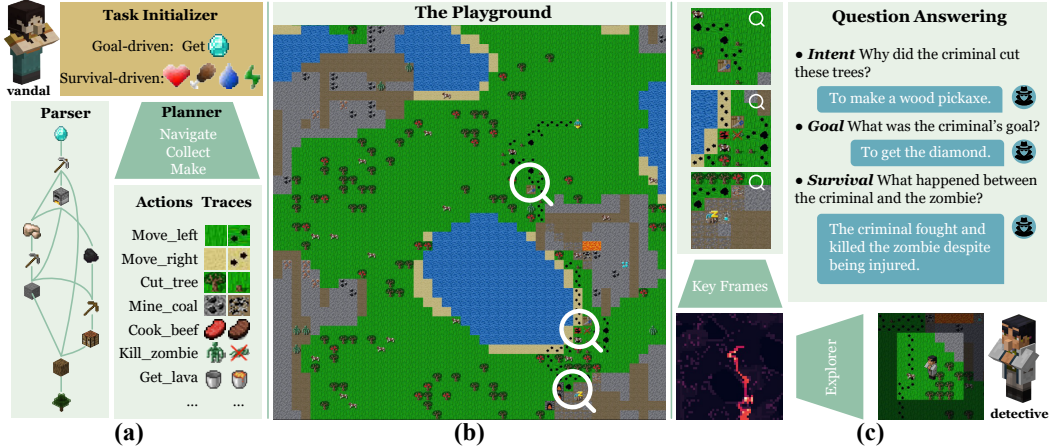 vandal
Task Initializer
Goal-driven: Get
Survival-driven:
Parser
Planner
Navigate
Collect
Make
Actions Traces
Move_left
Move_right
Cut_tree
Mine_coal
Cook_beef
Kill_zombie
Get_lava
... ...
(a)
The Playground
(b)
Key Frames
Question Answering
● Intent Why did the criminal cut
these trees?
To make a wood pickaxe.
● Goal What was the criminal's goal?
To get the diamond.
● Survival What happened between
the criminal and the zombie?
The criminal fought and
killed the zombie despite
being injured.
Explorer
detective
(c)